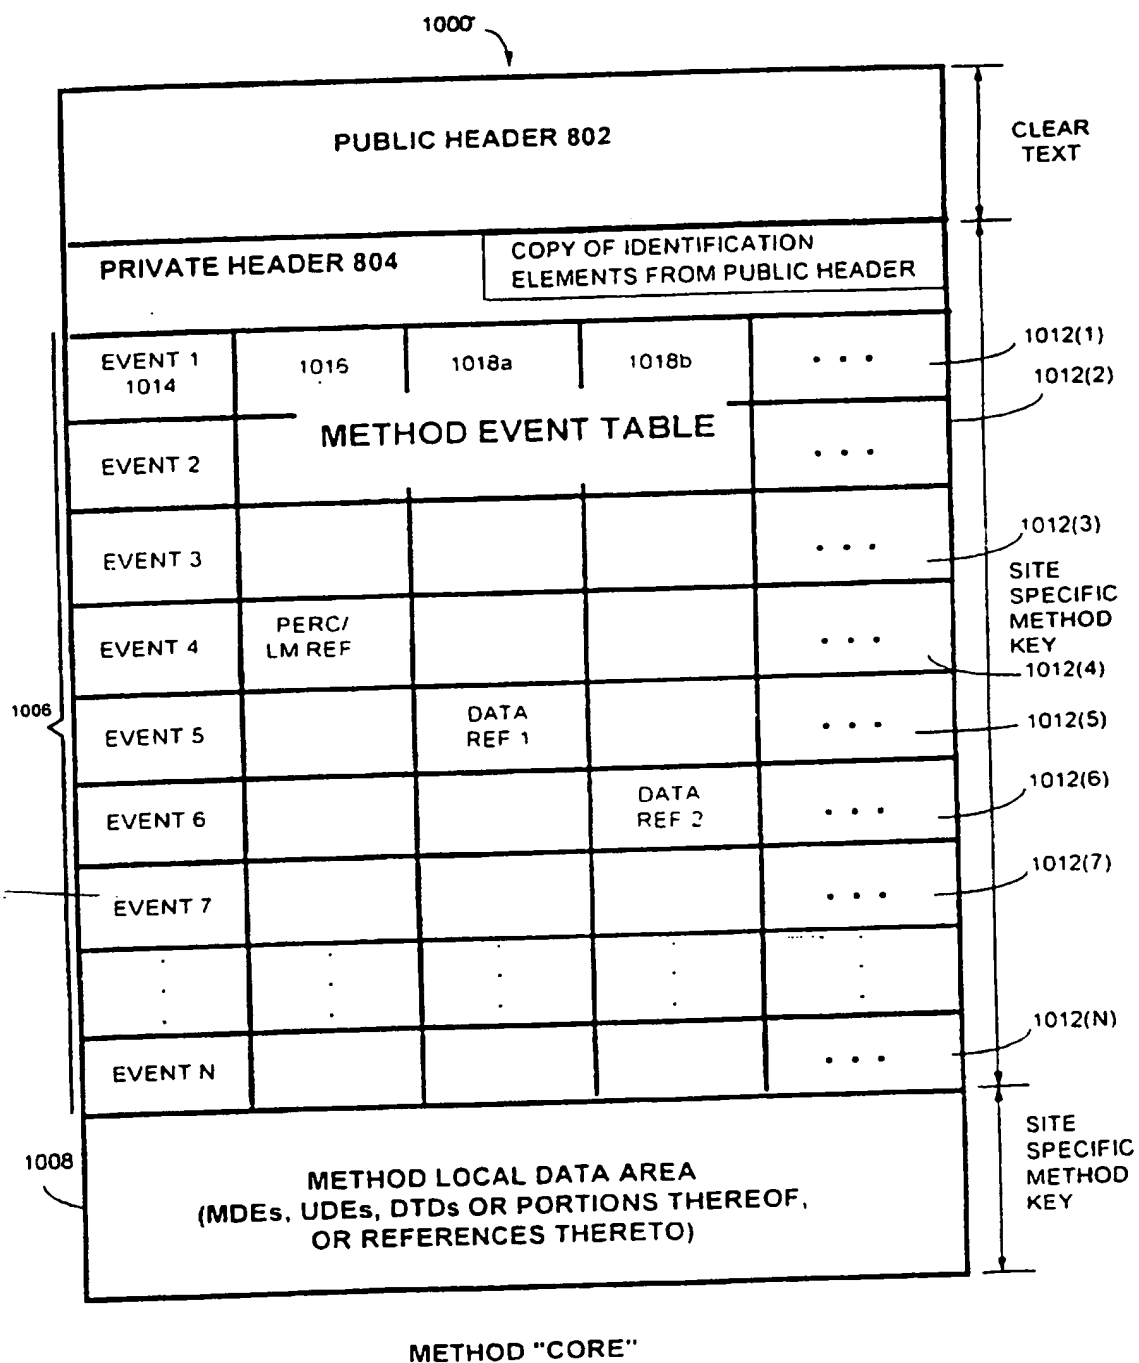 1000
PUBLIC HEADER 802
CLEAR
TEXT
PRIVATE HEADER 804
COPY OF IDENTIFICATION
ELEMENTS FROM PUBLIC HEADER
EVENT 1
1014
1016
1018a
1018b
• • •
1012(1)
1012(2)
METHOD EVENT TABLE
EVENT 2
• • •
EVENT 3
• • •
1012(3)
SITE
SPECIFIC
METHOD
KEY
EVENT 4
PERC/
LM REF
• • •
1012(4)
1006
EVENT 5
DATA
REF 1
• • •
1012(5)
EVENT 6
DATA
REF 2
• • •
1012(6)
EVENT 7
• • •
1012(7)
EVENT N
• • •
1012(N)
1008
METHOD LOCAL DATA AREA
(MDEs, UDEs, DTDs OR PORTIONS THEREOF,
OR REFERENCES THERETO)
SITE
SPECIFIC
METHOD
KEY
METHOD "CORE"